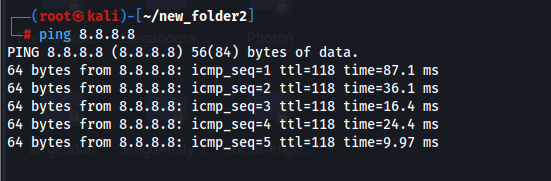 (root㉿kali)-[~/new_folder2]
# ping 8.8.8.8
PING 8.8.8.8 (8.8.8.8) 56(84) bytes of data.
64 bytes from 8.8.8.8: icmp_seq=1 ttl=118 time=87.1 ms
64 bytes from 8.8.8.8: icmp_seq=2 ttl=118 time=36.1 ms
64 bytes from 8.8.8.8: icmp_seq=3 ttl=118 time=16.4 ms
64 bytes from 8.8.8.8: icmp_seq=4 ttl=118 time=24.4 ms
64 bytes from 8.8.8.8: icmp_seq=5 ttl=118 time=9.97 ms